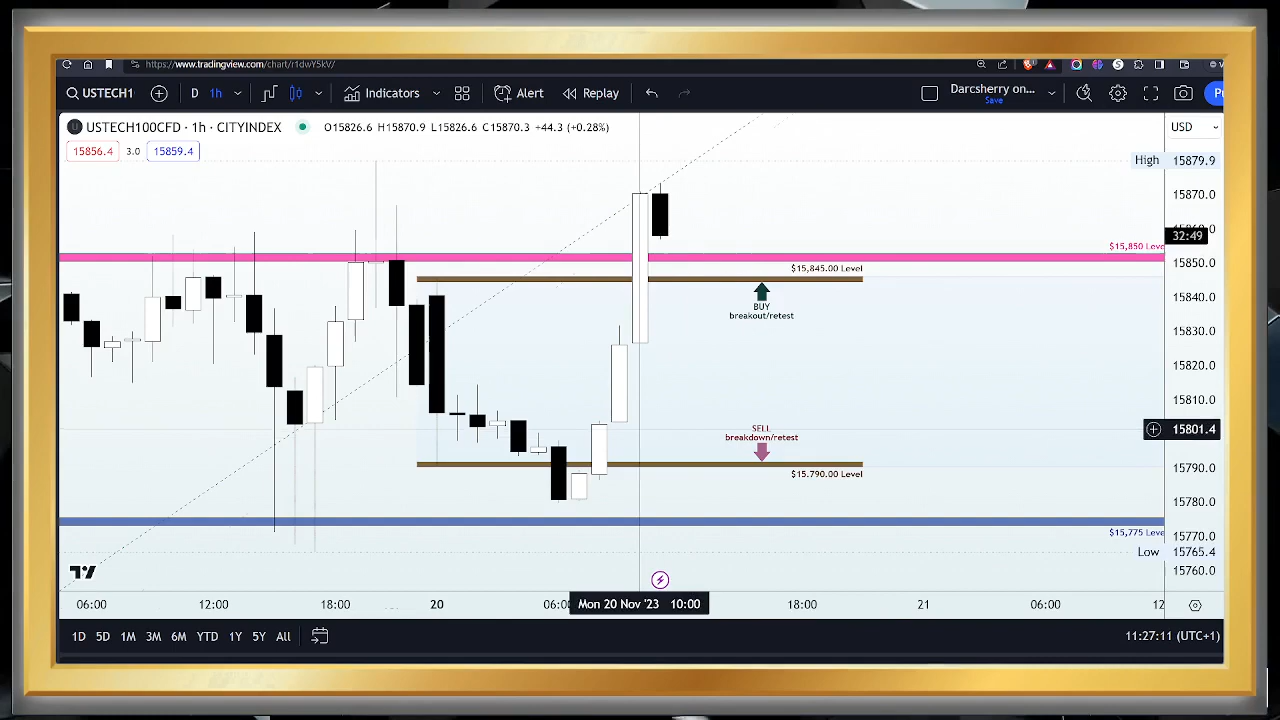 https://www.tradingview.com/chart/r1dwY5kV/
USTECH1 D 1h Indicators Alert Replay Darcsherry on...
Save
USTECH100CFD · 1h · CITYINDEX O15826.6 H15870.9 L15826.6 C15870.3 +44.3 (+0.28%) USD
15856.4 3.0 15859.4
High 15879.9
15870.0
32:49
$15,850 Leve
15850.0
$15,845.00 Level
15840.0
BUY
breakout/retest
15830.0
15820.0
15810.0
SELL
breakdown/retest
15801.4
15790.0
$15.790.00 Level
15780.0
$15,775 Leve
15770.0
Low 15765.4
15760.0
06:00 12:00 18:00 20 06:00 Mon 20 Nov '23 10:00 18:00 21 06:00 12
1D 5D 1M 3M 6M YTD 1Y 5Y All 11:27:11 (UTC+1)